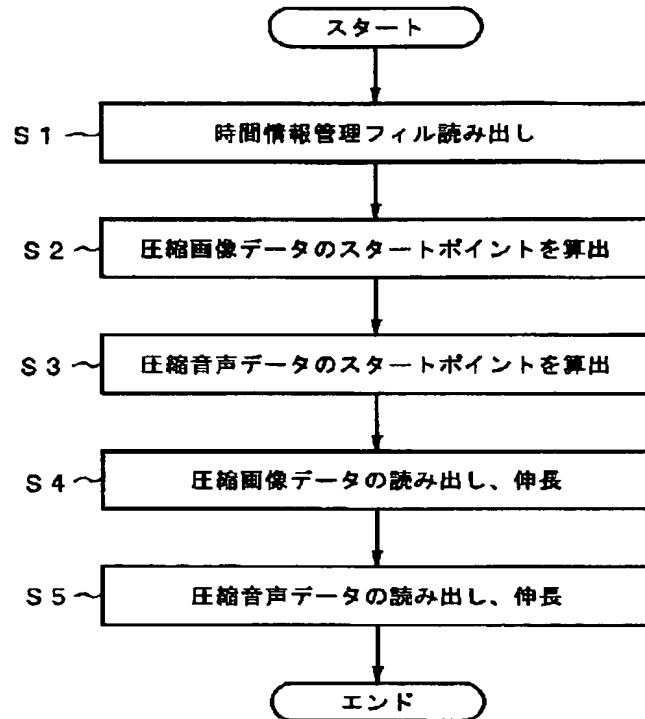 スタート
S1 時間情報管理フィル読み出し
S2 圧縮画像データのスタートポイントを算出
S3 圧縮音声データのスタートポイントを算出
S4 圧縮画像データの読み出し、伸長
S5 圧縮音声データの読み出し、伸長
エンド